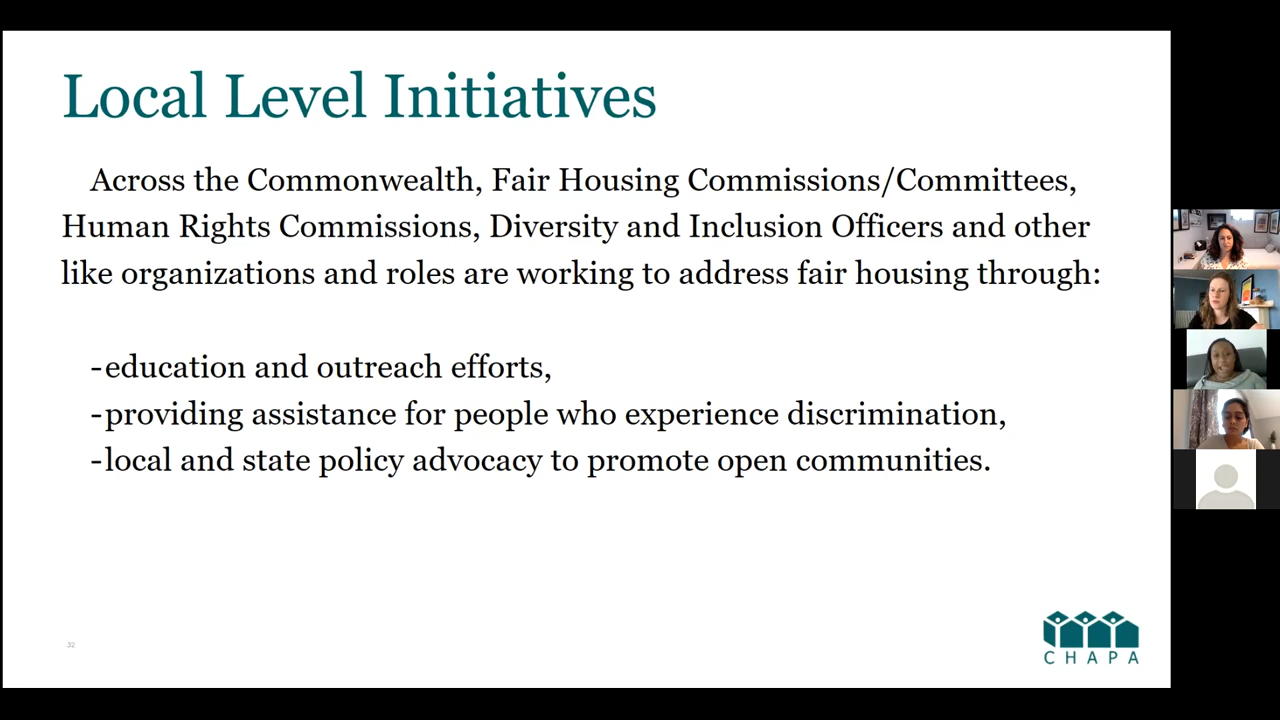 Local Level Initiatives
Across the Commonwealth, Fair Housing Commissions/Committees,
Human Rights Commissions, Diversity and Inclusion Officers and other
like organizations and roles are working to address fair housing through:
-education and outreach efforts,
-providing assistance for people who experience discrimination,
-local and state policy advocacy to promote open communities.
32
CHAPA